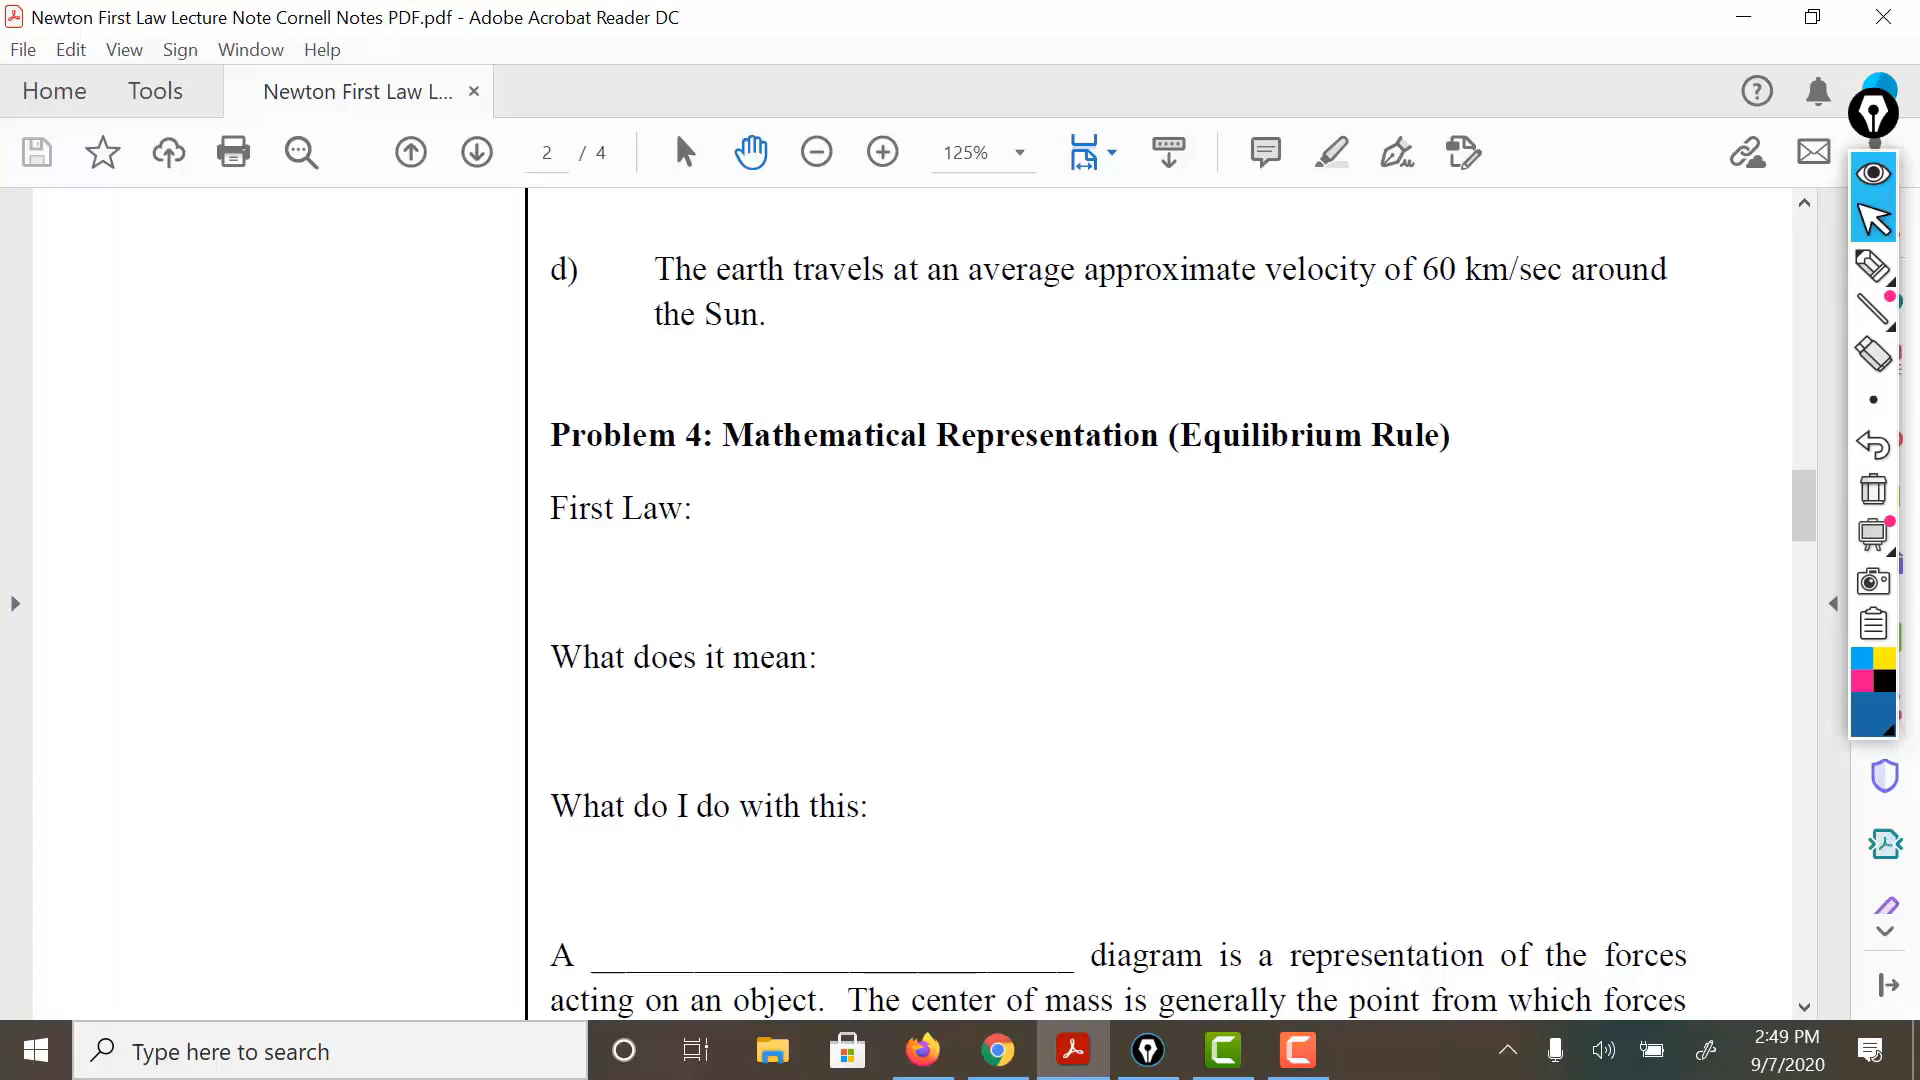 Newton First Law Lecture Note Cornell Notes PDF.pdf - Adobe Acrobat Reader DC
File Edit View Sign Window Help
Home Tools Newton First Law L... ×
2 / 4 125%
d) The earth travels at an average approximate velocity of 60 km/sec around
the Sun.
Problem 4: Mathematical Representation (Equilibrium Rule)
First Law:
What does it mean:
What do I do with this:
A ____________________________ diagram is a representation of the forces
acting on an object. The center of mass is generally the point from which forces
Type here to search
2:49 PM
9/7/2020